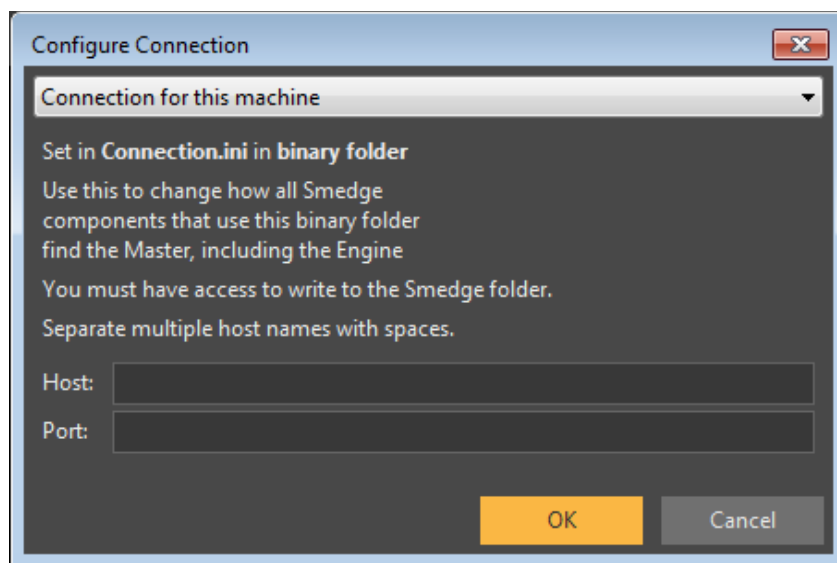 Configure Connection
Connection for this machine
Set in Connection.ini in binary folder
Use this to change how all Smedge
components that use this binary folder
find the Master, including the Engine
You must have access to write to the Smedge folder.
Separate multiple host names with spaces.
Host:
Port:
OK
Cancel